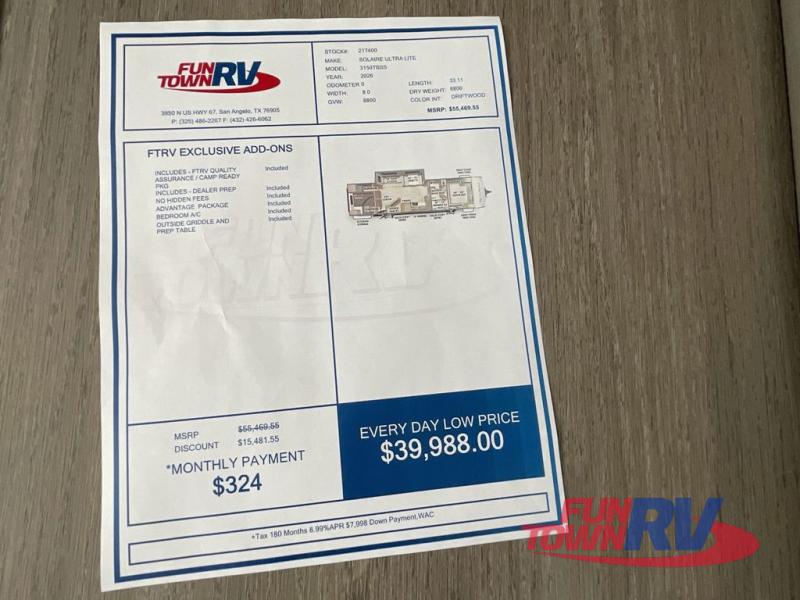 FUN TOWN RV
3950 N US HWY 67, San Angelo, TX 76905
P: (325) 486-2267 F: (432) 426-6062
STOCK#: 217400
MAKE: SOLAIRE ULTRA LITE
MODEL: 3150TBSS
YEAR: 2026
ODOMETER 0 LENGTH: 33.11
WIDTH: 8.0 DRY WEIGHT: 6800
GVW: 8800 COLOR INT: DRIFTWOOD
MSRP: $55,469.55
FTRV EXCLUSIVE ADD-ONS
INCLUDES - FTRV QUALITY Included
ASSURANCE / CAMP READY
PKG
INCLUDES - DEALER PREP Included
NO HIDDEN FEES Included
ADVANTAGE PACKAGE Included
BEDROOM A/C Included
OUTSIDE GRIDDLE AND Included
PREP TABLE
MSRP $55,469.55
DISCOUNT $15,481.55
*MONTHLY PAYMENT
$324
EVERY DAY LOW PRICE
$39,988.00
+Tax 180 Months 8.99%APR $7,998 Down Payment,WAC
FUN TOWN RV